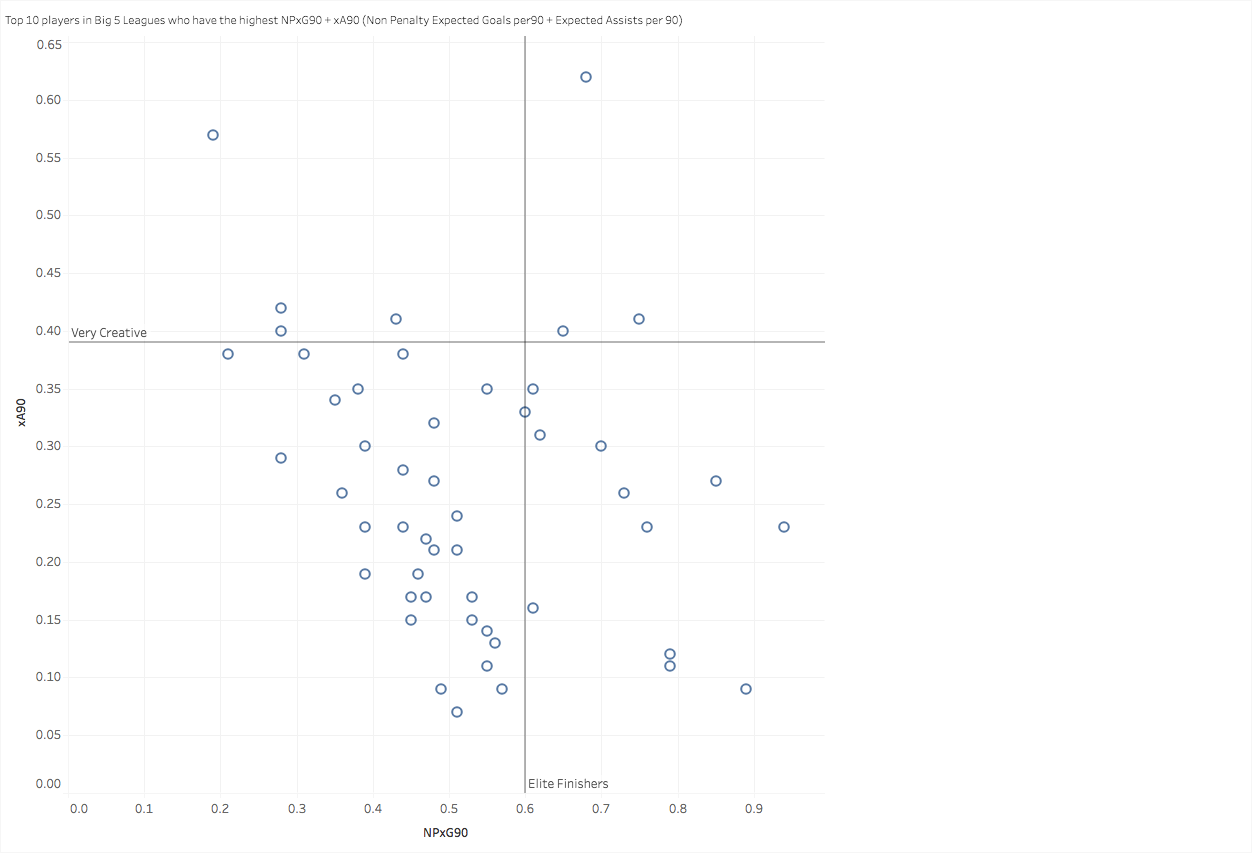 Top 10 players in Big 5 Leagues who have the highest NPxG90 + xA90 (Non Penalty Expected Goals per90 + Expected Assists per 90)
0.65
0.60
0.55
0.50
0.45
0.40
Very Creative
0.35
xA90
0.30
0.25
0.20
0.15
0.10
0.05
0.00
Elite Finishers
0.0 0.1 0.2 0.3 0.4 0.5 0.6 0.7 0.8 0.9
NPxG90